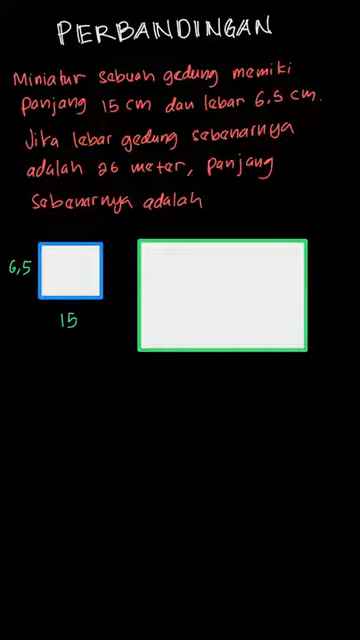 PERBANDINGAN
Miniatur sebuah gedung memiki
panjang 15 cm dan lebar 6,5 cm.
Jika lebar gedung sebenarnya
adalah 26 meter, panjang
sebenarnya adalah
6,5
15